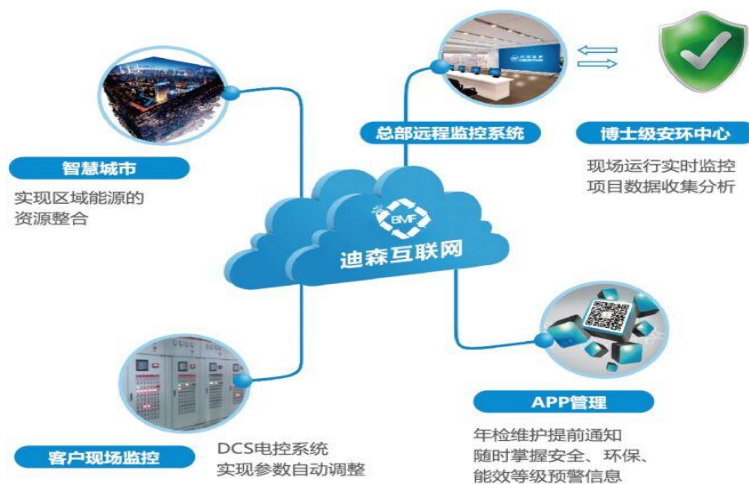 总部远程监控系统
博士级安环中心
现场运行实时监控
项目数据收集分析
智慧城市
实现区域能源的
资源整合
BMF
迪森互联网
APP管理
年检维护提前通知
随时掌握安全、环保、
能效等级预警信息
客户现场监控
DCS电控系统
实现参数自动调整